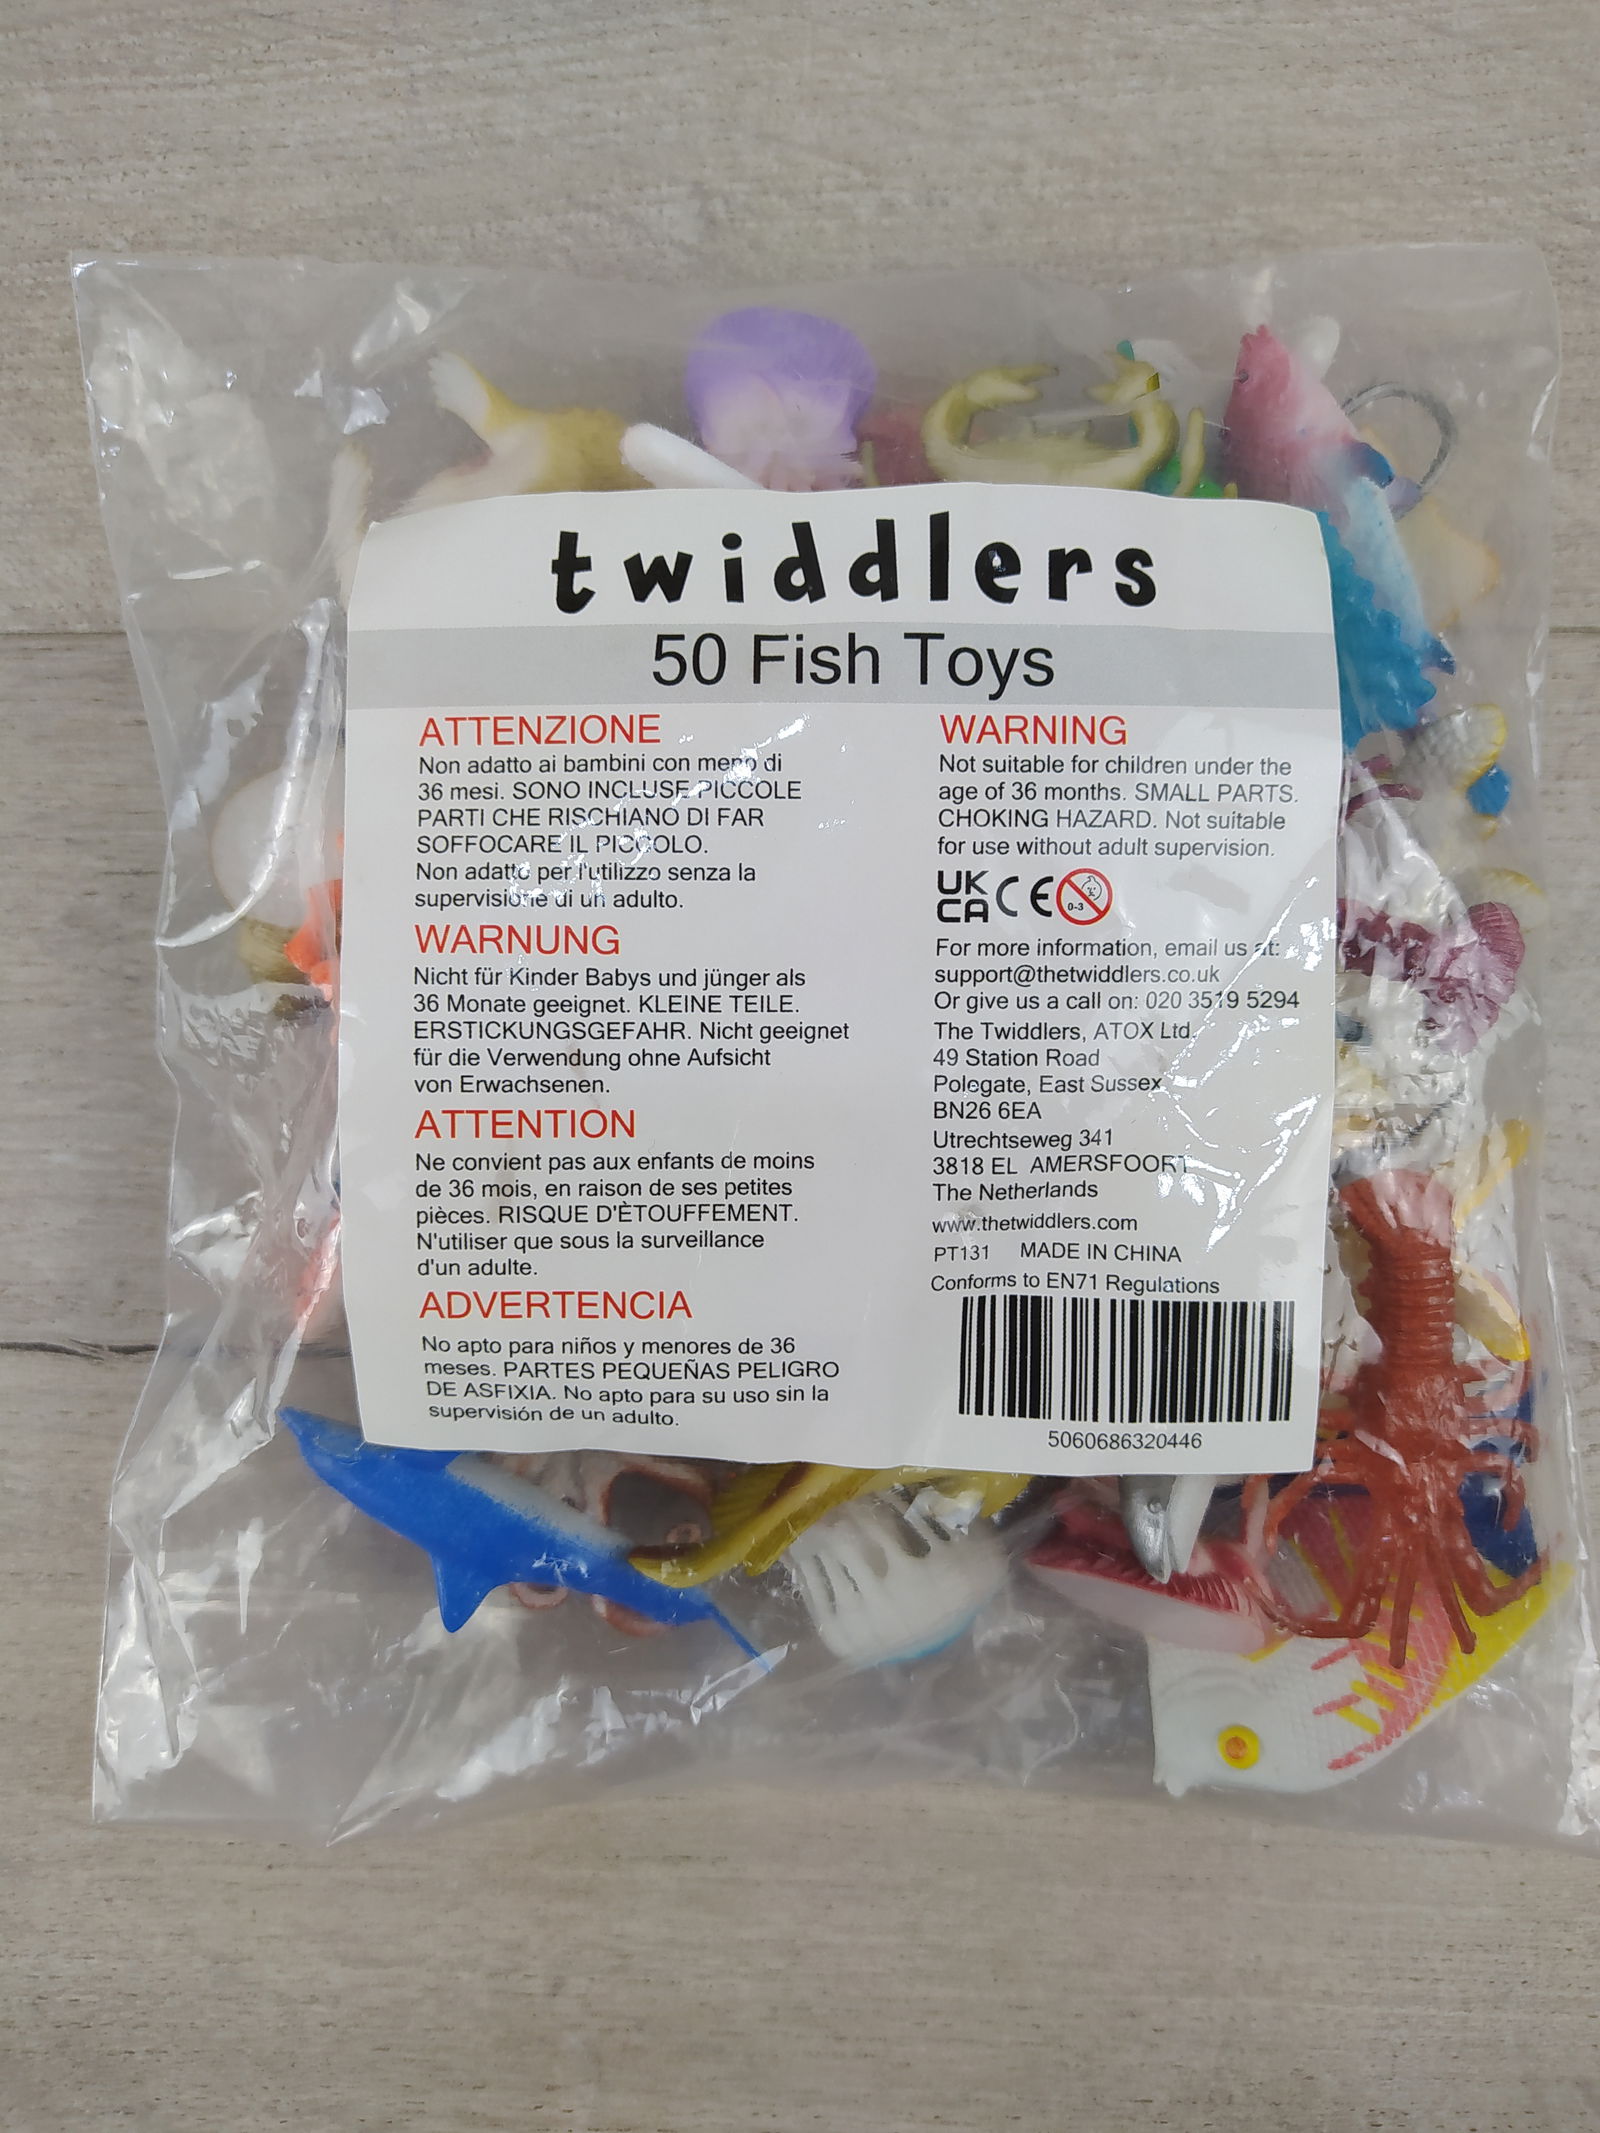 twiddlers
50 Fish Toys
ATTENZIONE
Non adatto ai bambini con meno di
36 mesi. SONO INCLUSE PICCOLE
PARTI CHE RISCHIANO DI FAR
SOFFOCARE IL PICCOLO.
Non adatto per l'utilizzo senza la
supervisione di un adulto.
WARNUNG
Nicht für Kinder Babys und jünger als
36 Monate geeignet. KLEINE TEILE.
ERSTICKUNGSGEFAHR. Nicht geeignet
für die Verwendung ohne Aufsicht
von Erwachsenen.
ATTENTION
Ne convient pas aux enfants de moins
de 36 mois, en raison de ses petites
pièces. RISQUE D'ÈTOUFFEMENT.
N'utiliser que sous la surveillance
d'un adulte.
ADVERTENCIA
No apto para niños y menores de 36
meses. PARTES PEQUEÑAS PELIGRO
DE ASFIXIA. No apto para su uso sin la
supervisión de un adulto.
WARNING
Not suitable for children under the
age of 36 months. SMALL PARTS.
CHOKING HAZARD. Not suitable
for use without adult supervision.
UK
CA CE 0-3
For more information, email us at:
support@thetwiddlers.co.uk
Or give us a call on: 020 3519 5294
The Twiddlers, ATOX Ltd.
49 Station Road
Polegate, East Sussex
BN26 6EA
Utrechtseweg 341
3818 EL AMERSFOORT
The Netherlands
www.thetwiddlers.com
PT131 MADE IN CHINA
Conforms to EN71 Regulations
5060686320446